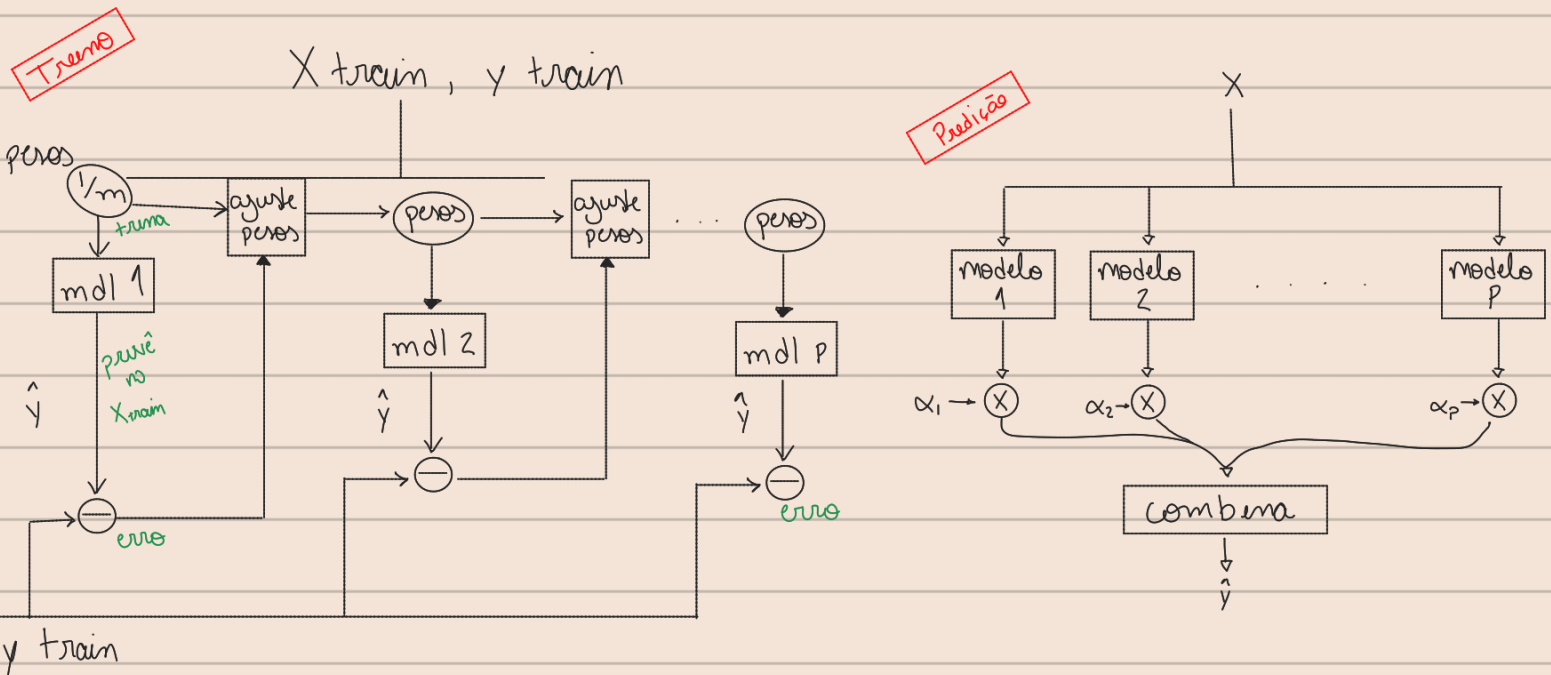 Treino
X train, y train
pesos
1/m
treina
ajuste
pesos
pesos
ajuste
pesos
. . .
pesos
mdl 1
mdl 2
mdl P
prevê
no
Xtrain
ŷ
ŷ
ŷ
erro
erro
y train
Predição
X
modelo
1
modelo
2
. . . .
modelo
P
α1
X
α2
X
αp
X
combina
ŷ